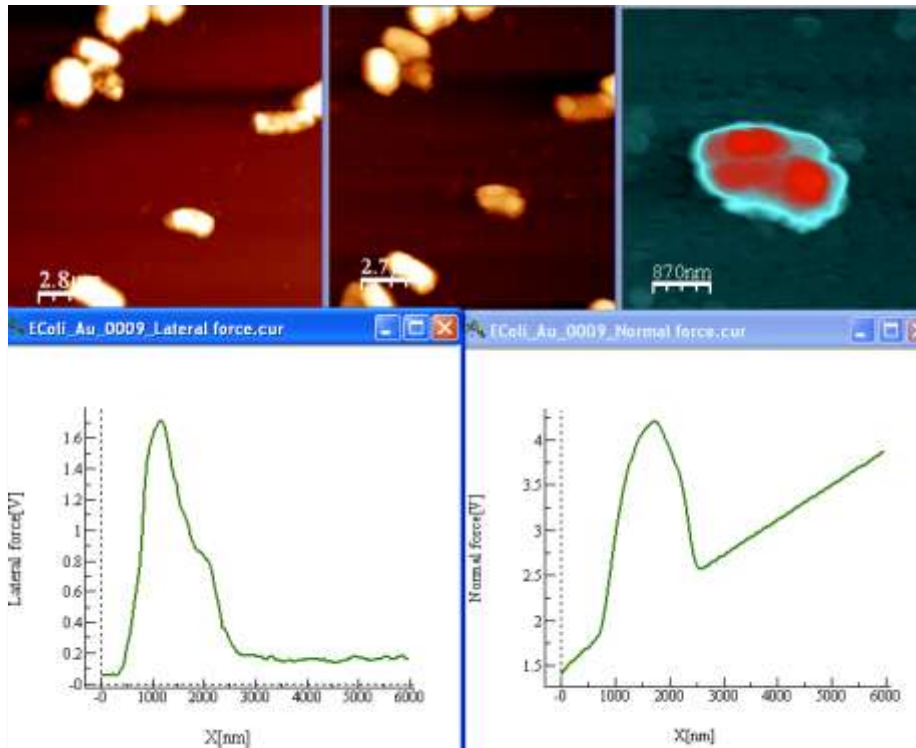 2.8
2.7
870nm
EColi_Au_0009_Lateral force.cur
EColi_Au_0009_Normal force.cur
Lateral force[V]
1.6
1.4
1.2
1
0.8
0.6
0.4
0.2
-0
-0 1000 2000 3000 4000 5000 6000
X[nm]
Normal force[V]
4
3.5
3
2.5
2
1.5
-0 1000 2000 3000 4000 5000 6000
X[nm]